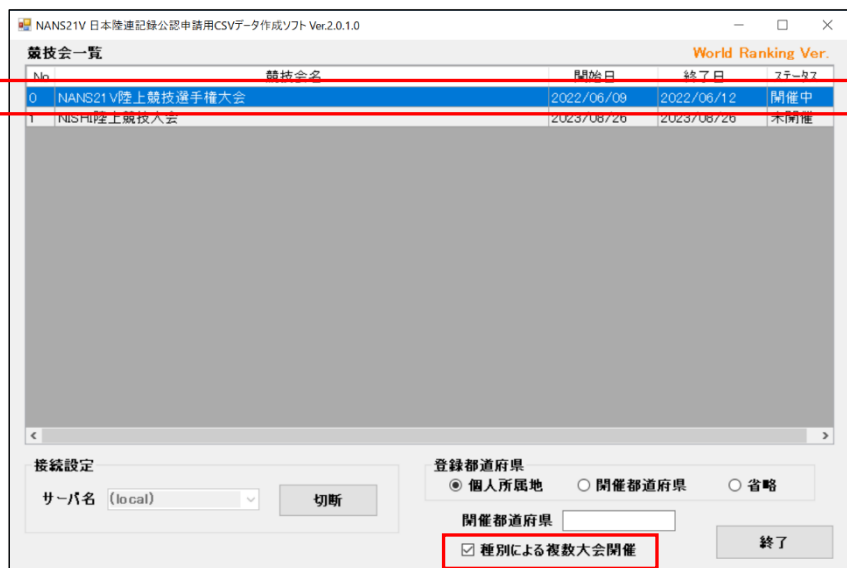 NANS21V 日本陸連記録公認申請用CSVデータ作成ソフト Ver.2.0.1.0
競技会一覧 World Ranking Ver.
No 競技会名 開始日 終了日 ステータス
0 NANS21V陸上競技選手権大会 2022/06/09 2022/06/12 開催中
1 NISHI陸上競技大会 2023/08/26 2023/08/26 未開催
接続設定
サーバ名 (local) 切断
登録都道府県
個人所属地 開催都道府県 省略
開催都道府県
種別による複数大会開催
終了